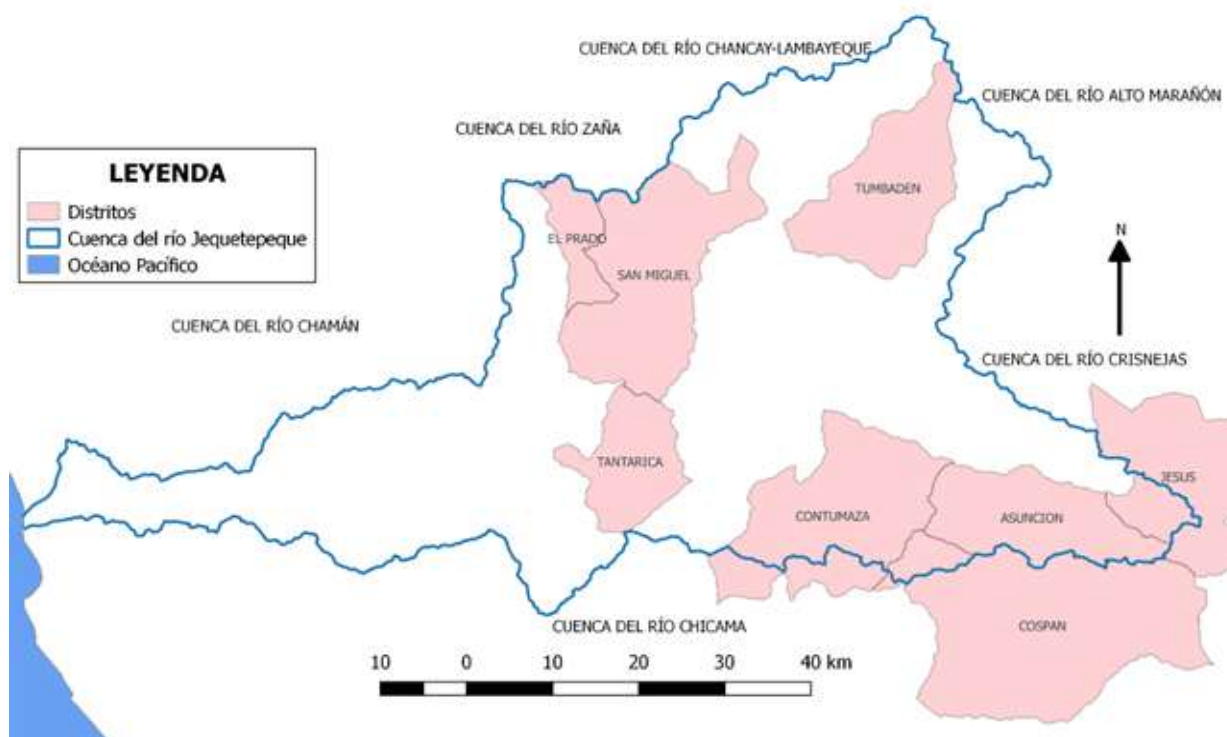 CUENCA DEL RÍO CHANCAY-LAMBAYEQUE
CUENCA DEL RÍO ALTO MARAÑÓN
CUENCA DEL RÍO ZAÑA
LEYENDA
Distritos
Cuenca del río Jequetepeque
Océano Pacífico
TUMBADEN
EL PRADO
SAN MIGUEL
N
CUENCA DEL RÍO CHAMÁN
CUENCA DEL RÍO CRISNEJAS
TANTARICA
JESUS
CONTUMAZA
ASUNCION
CUENCA DEL RÍO CHICAMA
COSPAN
10 0 10 20 30 40 km